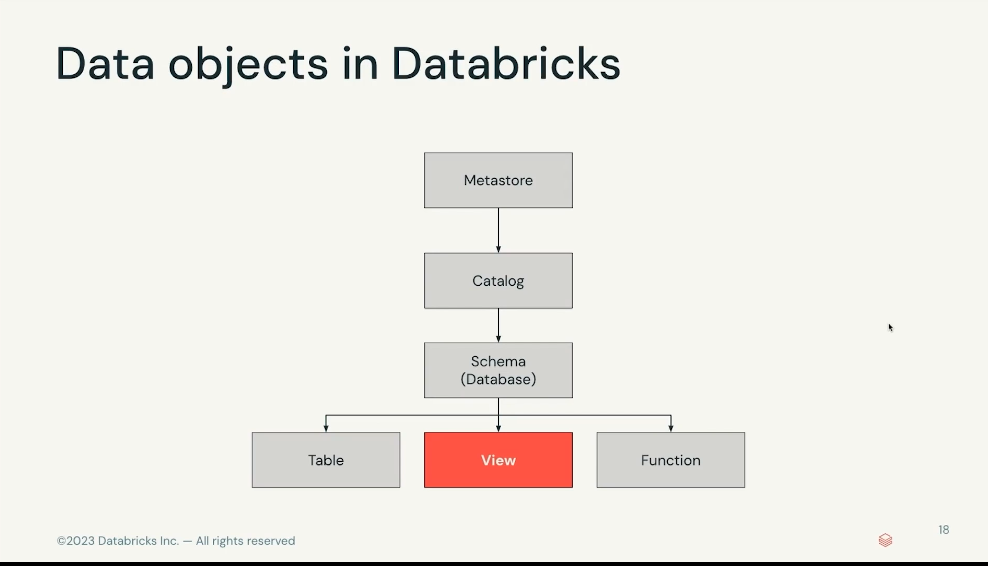 Data objects in Databricks
Metastore
Catalog
Schema
(Database)
Table
View
Function
©2023 Databricks Inc. — All rights reserved
18